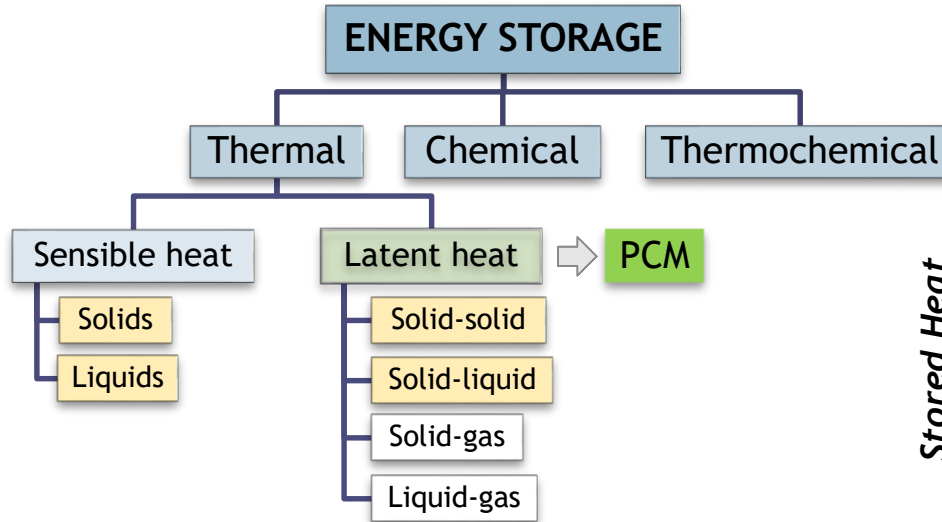 ENERGY STORAGE
Thermal
Chemical
Thermochemical
Sensible heat
Latent heat
PCM
Solids
Liquids
Solid-solid
Solid-liquid
Solid-gas
Liquid-gas
Stored Heat